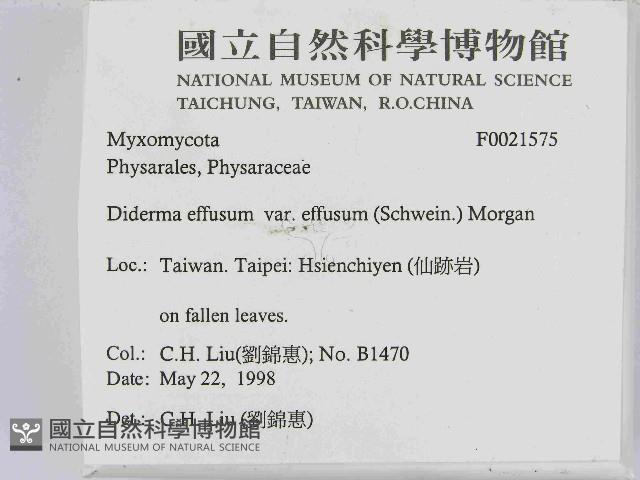 國立自然科學博物館
NATIONAL MUSEUM OF NATURAL SCIENCE
TAICHUNG, TAIWAN, R.O.CHINA
Myxomycota F0021575
Physarales, Physaraceae
Diderma effusum var. effusum (Schwein.) Morgan
Loc.: Taiwan. Taipei: Hsienchiyen (仙跡岩)
on fallen leaves.
Col.: C.H. Liu(劉錦惠); No. B1470
Date: May 22, 1998
Det.: C.H. Liu (劉錦惠)
國立自然科學博物館
NATIONAL MUSEUM OF NATURAL SCIENCE